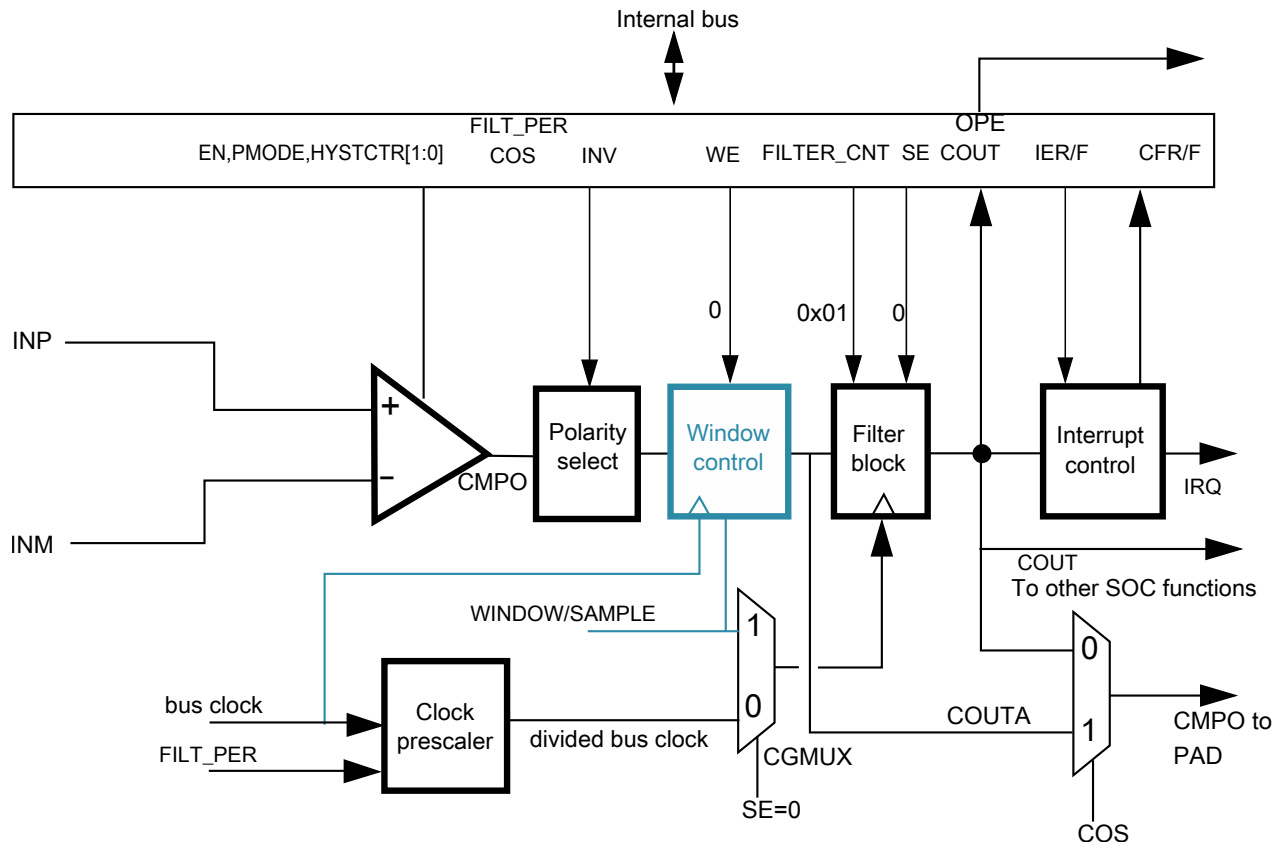 Internal bus
FILT_PER
OPE
EN,PMODE,HYSTCTR[1:0]
COS
INV
WE
FILTER_CNT
SE
COUT
IER/F
CFR/F
0
0x01
0
INP
+
-
INM
CMPO
Polarity
select
Window
control
Filter
block
Interrupt
control
IRQ
COUT
To other SOC functions
WINDOW/SAMPLE
1
0
bus clock
FILT_PER
Clock
prescaler
divided bus clock
CGMUX
SE=0
0
1
COUTA
CMPO to
PAD
COS